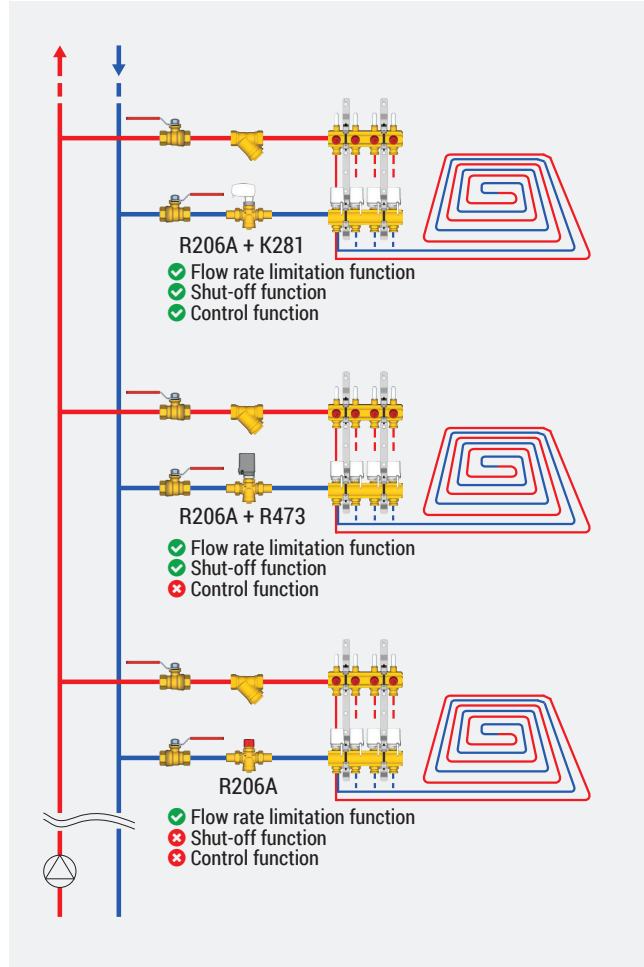 R206A + K281
Flow rate limitation function
Shut-off function
Control function
R206A + R473
Flow rate limitation function
Shut-off function
Control function
R206A
Flow rate limitation function
Shut-off function
Control function